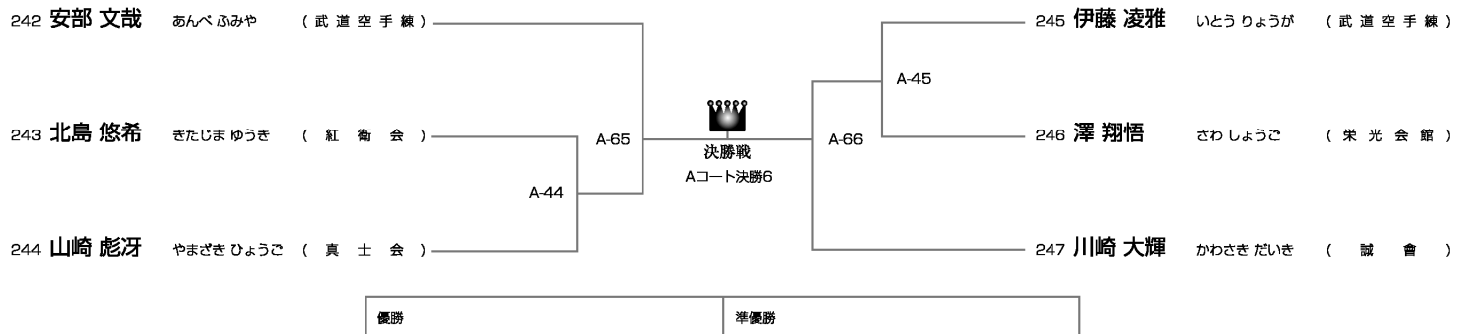 242 安部 文哉 あんべ ふみや （武道空手練）
243 北島 悠希 きたじま ゆうき （紅衛会）
244 山崎 彪冴 やまざき ひょうご （真士会）
A-44
A-65
決勝戦
Aコート決勝6
A-66
A-45
245 伊藤 凌雅 いとう りょうが （武道空手練）
246 澤 翔悟 さわ しょうご （栄光会館）
247 川崎 大輝 かわさき だいき （誠會）
優勝
準優勝